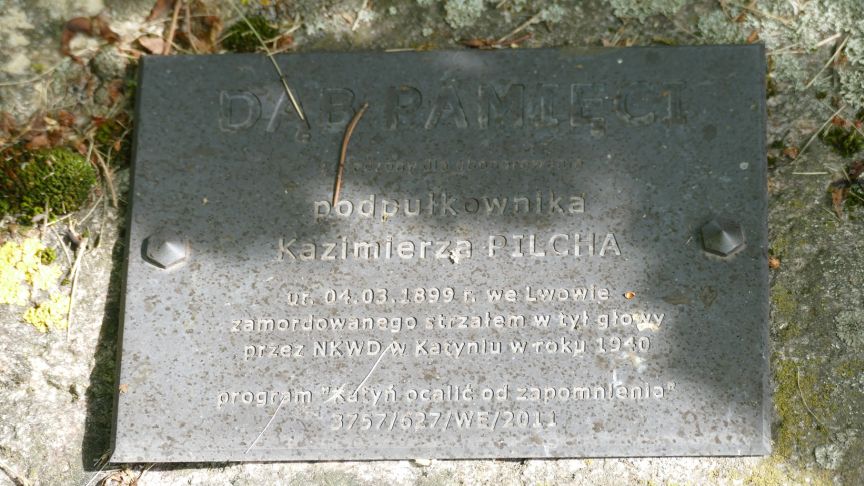 DĄB PAMIĘCI
dla
podpułkownika
Kazimierza PILCHA
ur. 04.03.1899 r. we Lwowie
zamordowanego strzałem w tył głowy
przez NKWD w Katyniu w roku 1940
program "Katyń ocalić od zapomnienia"
3757/627/WE/2011